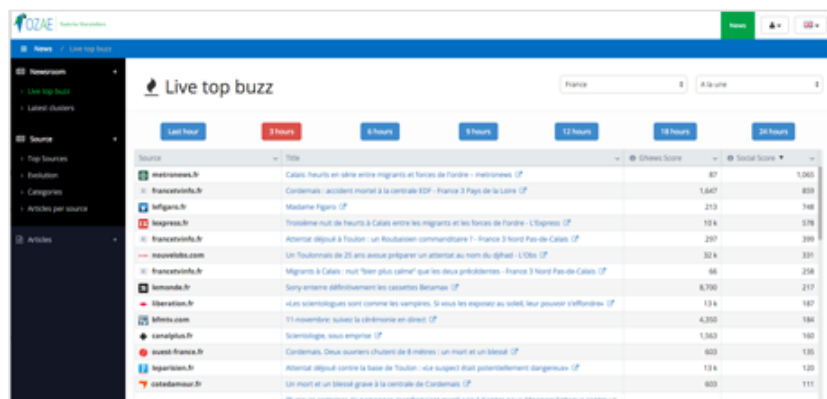 OZAE Tools for Storytellers
News
News / Live top buzz
Newsroom
Live top buzz
Latest clusters
Source
Top Sources
Evolution
Categories
Articles per source
Articles
Live top buzz
France
A la une
Last hour 3 hours 6 hours 9 hours 12 hours 18 hours 24 hours
Source Title GNews Score Social Score
metronews.fr Calais: heurts en série entre migrants et forces de l'ordre - metronews 87 1,065
francetvinfo.fr Cordemais : accident mortel à la centrale EDF - France 3 Pays de la Loire 1,647 859
lefigaro.fr Madame Figaro 213 748
lexpress.fr Troisième nuit de heurts à Calais entre les migrants et les forces de l'ordre - L'Express 10 k 578
francetvinfo.fr Attentat déjoué à Toulon : un Roubaisien commanditaire ? - France 3 Nord Pas-de-Calais 297 399
nouvelobs.com Un Toulonnais de 25 ans avoue préparer un attentat au nom du djihad - L'Obs 32 k 331
francetvinfo.fr Migrants à Calais : nuit "bien plus calme" que les deux précédentes - France 3 Nord Pas-de-Calais 66 258
lemonde.fr Sony enterre définitivement les cassettes Betamax 8,700 217
liberation.fr «Les scientologues sont comme les vampires. Si vous les exposez au soleil, leur pouvoir s'effondre» 13 k 187
bfmtv.com 11-novembre: suivez la cérémonie en direct 4,350 184
canalplus.fr Scientologie, sous emprise 1,563 160
ouest-france.fr Cordemais. Deux ouvriers chutent de 8 mètres : un mort et un blessé 603 135
leparisien.fr Attentat déjoué contre la base de Toulon : «Le suspect était potentiellement dangereux» 13 k 120
cotedamour.fr Un mort et un blessé grave à la centrale de Cordemais 603 111